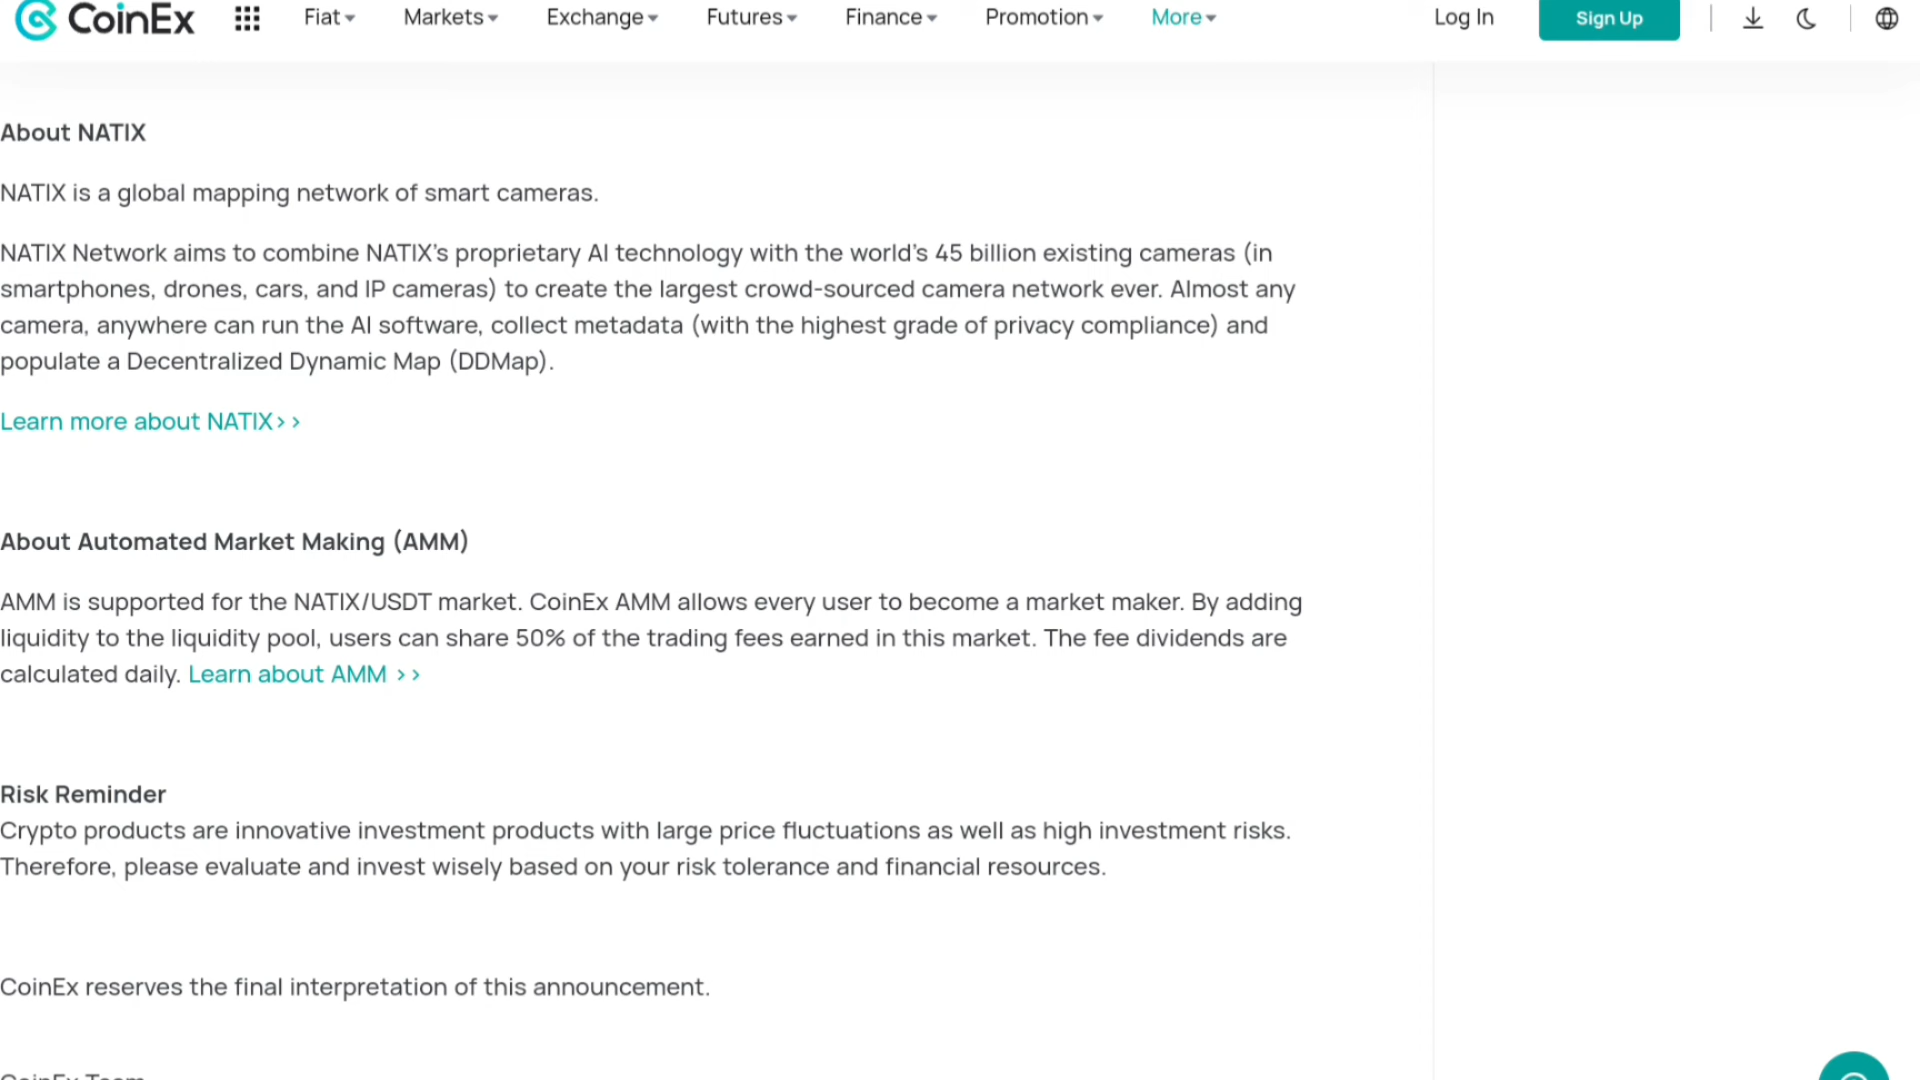 CoinEx Fiat Markets Exchange Futures Finance Promotion More Log In Sign Up
About NATIX
NATIX is a global mapping network of smart cameras.
NATIX Network aims to combine NATIX’s proprietary AI technology with the world’s 45 billion existing cameras (in
smartphones, drones, cars, and IP cameras) to create the largest crowd-sourced camera network ever. Almost any
camera, anywhere can run the AI software, collect metadata (with the highest grade of privacy compliance) and
populate a Decentralized Dynamic Map (DDMap).
Learn more about NATIX>>
About Automated Market Making (AMM)
AMM is supported for the NATIX/USDT market. CoinEx AMM allows every user to become a market maker. By adding
liquidity to the liquidity pool, users can share 50% of the trading fees earned in this market. The fee dividends are
calculated daily. Learn about AMM >>
Risk Reminder
Crypto products are innovative investment products with large price fluctuations as well as high investment risks.
Therefore, please evaluate and invest wisely based on your risk tolerance and financial resources.
CoinEx reserves the final interpretation of this announcement.
CoinEx Team